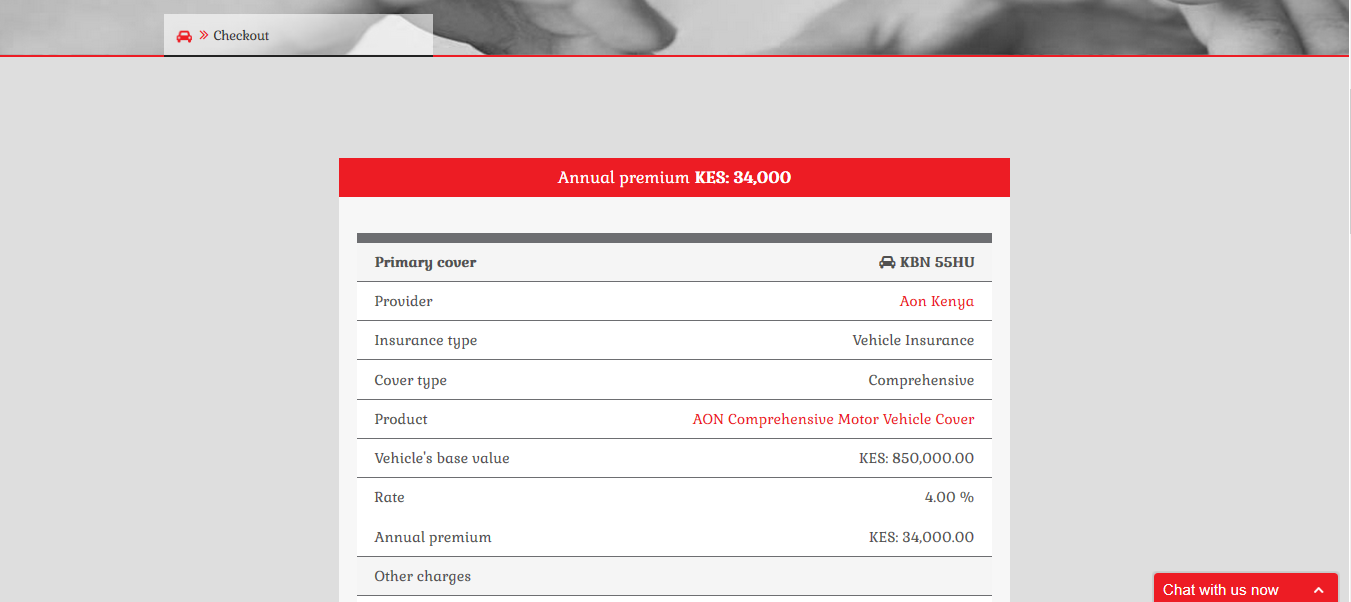 Checkout
Annual premium KES: 34,000
Primary cover KBN 55HU
Provider Aon Kenya
Insurance type Vehicle Insurance
Cover type Comprehensive
Product AON Comprehensive Motor Vehicle Cover
Vehicle's base value KES: 850,000.00
Rate 4.00 %
Annual premium KES: 34,000.00
Other charges
Chat with us now